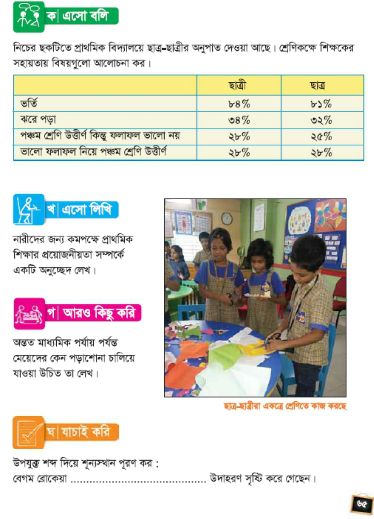 ক| এসো বলি
নিচের ছকটিতে প্রাথমিক বিদ্যালয়ে ছাত্র-ছাত্রীর অনুপাত দেওয়া আছে। শ্রেণিকক্ষে শিক্ষকের
সহায়তায় বিষয়গুলো আলোচনা কর।
ছাত্রী ছাত্র
ভর্তি ৮৪% ৮১%
ঝরে পড়া ৩৪% ৩২%
পঞ্চম শ্রেণি উত্তীর্ণ কিন্তু ফলাফল ভালো নয় ২৮% ২৫%
ভালো ফলাফল নিয়ে পঞ্চম শ্রেণি উত্তীর্ণ ২৮% ২৮%
খ| এসো লিখি
নারীদের জন্য কমপক্ষে প্রাথমিক
শিক্ষার প্রয়োজনীয়তা সম্পর্কে
একটি অনুচ্ছেদ লেখ।
গ| আরও কিছু করি
অন্তত মাধ্যমিক পর্যায় পর্যন্ত
মেয়েদের কেন পড়াশোনা চালিয়ে
যাওয়া উচিত তা লেখ।
ছাত্র-ছাত্রীরা একত্রে শ্রেণিতে কাজ করছে
ঘ| যাচাই করি
উপযুক্ত শব্দ দিয়ে শূন্যস্থান পূরণ কর :
বেগম রোকেয়া ........................................... উদাহরণ সৃষ্টি করে গেছেন।
৬৫